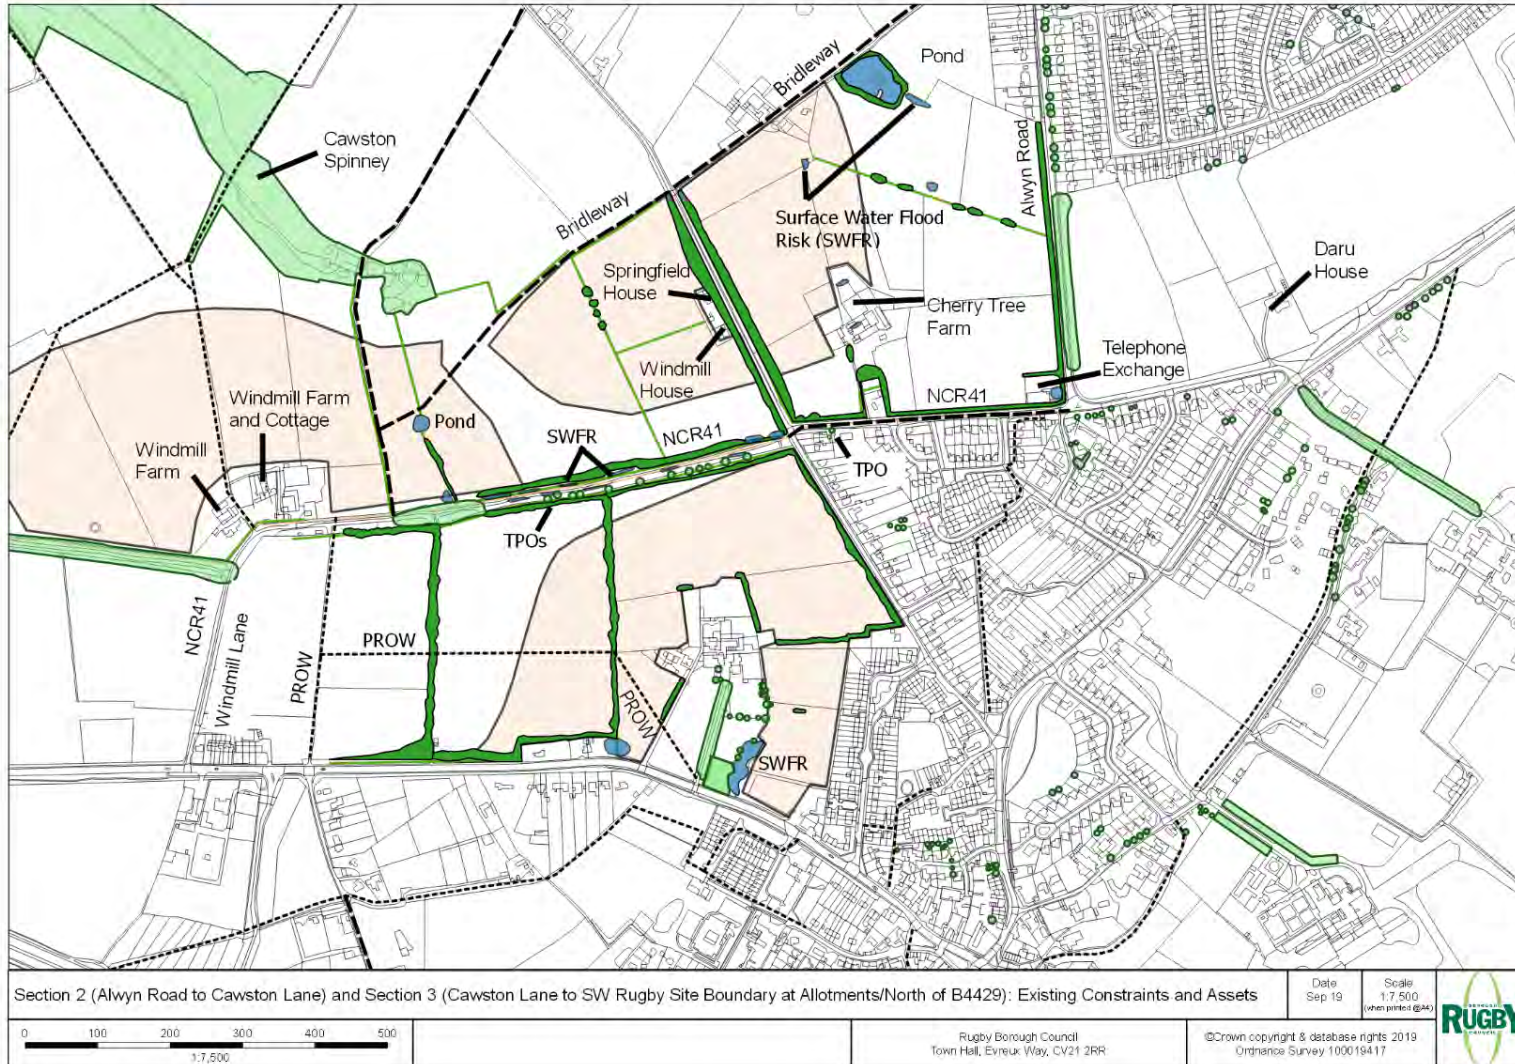 Bridleway
Pond
Cawston
Spinney
Alwyn Road
Bridleway
Surface Water Flood
Risk (SWFR)
Daru
House
Springfield
House
Cherry Tree
Farm
Windmill
House
Telephone
Exchange
Windmill Farm
and Cottage
NCR41
Pond
Windmill
Farm
SWFR
NCR41
TPO
TPOs
NCR41
Windmill Lane
PROW
PROW
PROW
SWFR
Section 2 (Alwyn Road to Cawston Lane) and Section 3 (Cawston Lane to SW Rugby Site Boundary at Allotments/North of B4429): Existing Constraints and Assets
Date
Sep 19
Scale
1:7,500
(when printed @A4)
0 100 200 300 400 500
1:7,500
Rugby Borough Council
Town Hall, Evreux Way, CV21 2RR
©Crown copyright & database rights 2019
Ordnance Survey 100019417
RUGBY